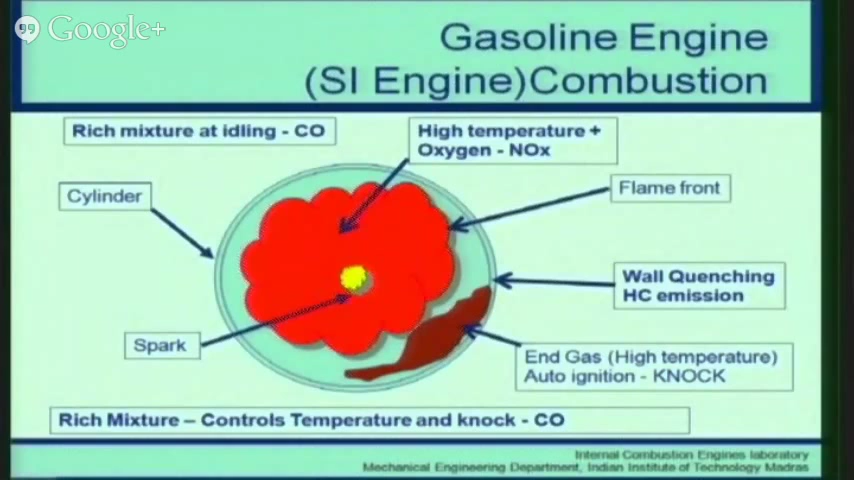 Google+
Gasoline Engine
(SI Engine)Combustion
Rich mixture at idling - CO
High temperature +
Oxygen - NOx
Cylinder
Flame front
Wall Quenching
HC emission
Spark
End Gas (High temperature)
Auto ignition - KNOCK
Rich Mixture – Controls Temperature and knock - CO
Internal Combustion Engines laboratory
Mechanical Engineering Department, Indian Institute of Technology Madras